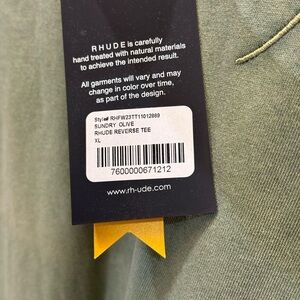 RHUDE is carefully
hand treated with natural materials
to achieve the intended result.
All garments will vary and may
change in color over time,
as part of the design.
Style# RHFW23TT11012869
SUNDRY OLIVE
RHUDE REVERSE TEE
XL
7600000671212
www.rh-ude.com